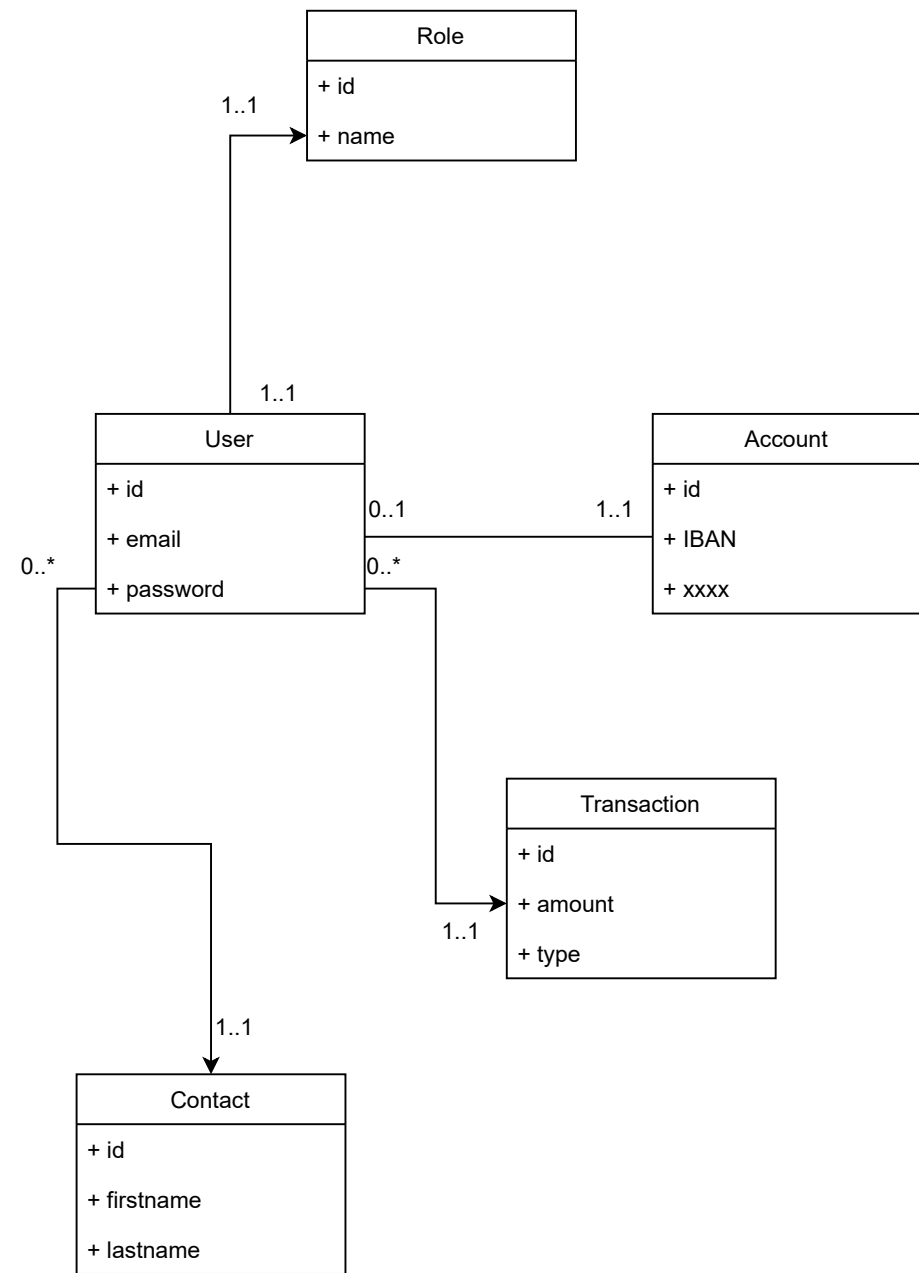 Role
+ id
1..1
+ name
1..1
User
+ id
+ email
+ password
0..1
1..1
0..*
0..*
Account
+ id
+ IBAN
+ xxxx
Transaction
+ id
+ amount
+ type
1..1
1..1
Contact
+ id
+ firstname
+ lastname